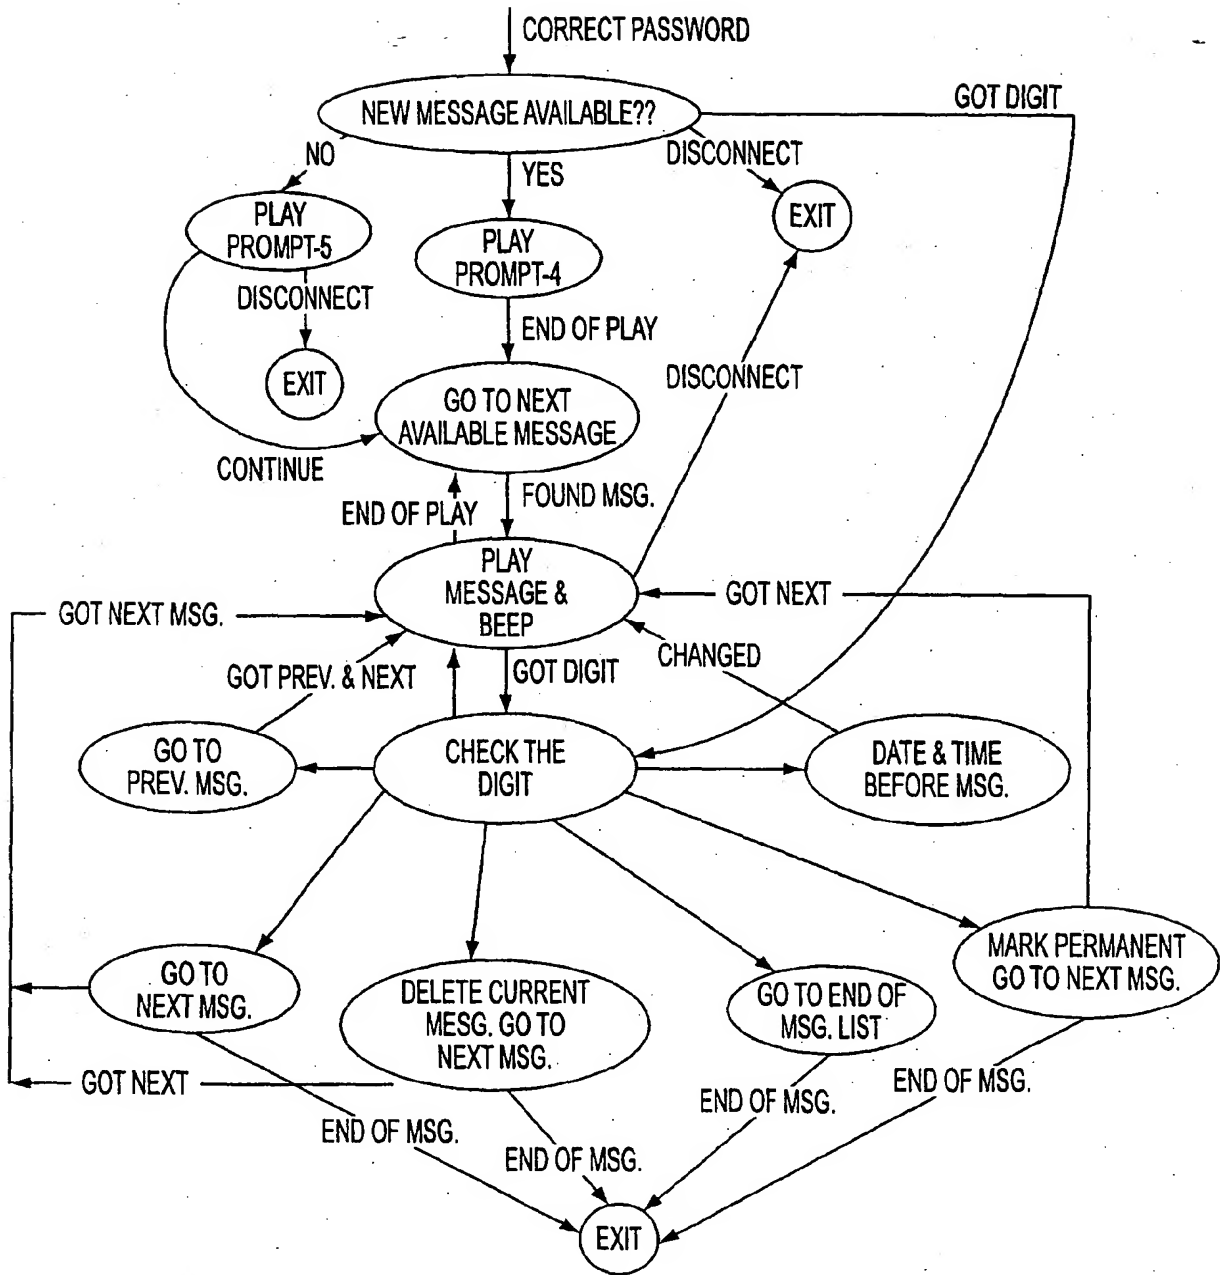 CORRECT PASSWORD
NEW MESSAGE AVAILABLE??
GOT DIGIT
NO
YES
DISCONNECT
PLAY
PROMPT-5
PLAY
PROMPT-4
EXIT
DISCONNECT
END OF PLAY
EXIT
DISCONNECT
GO TO NEXT
AVAILABLE MESSAGE
CONTINUE
FOUND MSG.
END OF PLAY
PLAY
MESSAGE &
BEEP
GOT NEXT MSG.
GOT NEXT
GOT PREV. & NEXT
GOT DIGIT
CHANGED
GO TO
PREV. MSG.
CHECK THE
DIGIT
DATE & TIME
BEFORE MSG.
GO TO
NEXT MSG.
DELETE CURRENT
MESG. GO TO
NEXT MSG.
GO TO END OF
MSG. LIST
MARK PERMANENT
GO TO NEXT MSG.
GOT NEXT
END OF MSG.
END OF MSG.
END OF MSG.
END OF MSG.
EXIT